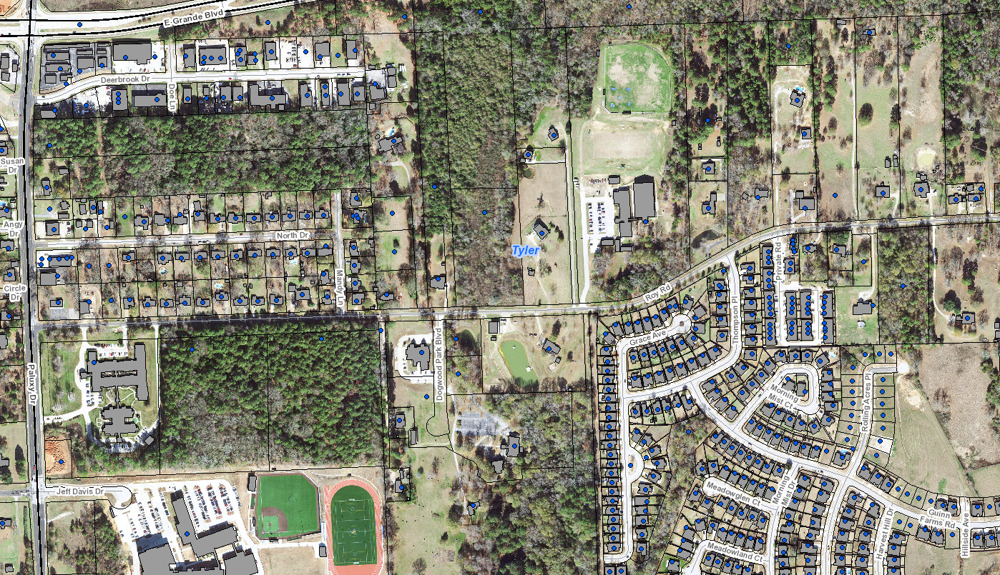 E Grande Blvd
Deerbrook Dr
Doe Ln
Susan
Dr
Angy
Dr
North Dr
Tyler
Private Rd
Circle
Dr
Mandy Ln
Roy Rd
Thompson Pl
Grace Ave
Paluxy Dr
Dogwood Park Blvd
Morning
Mist Ct
Rolling Acres Pl
Jeff Davis Dr
Meadowglen Ct
Morning
Mist Dr
Guinn
Farms Rd
Harvest Hill Dr
Hillside Ave
Meadowland Ct